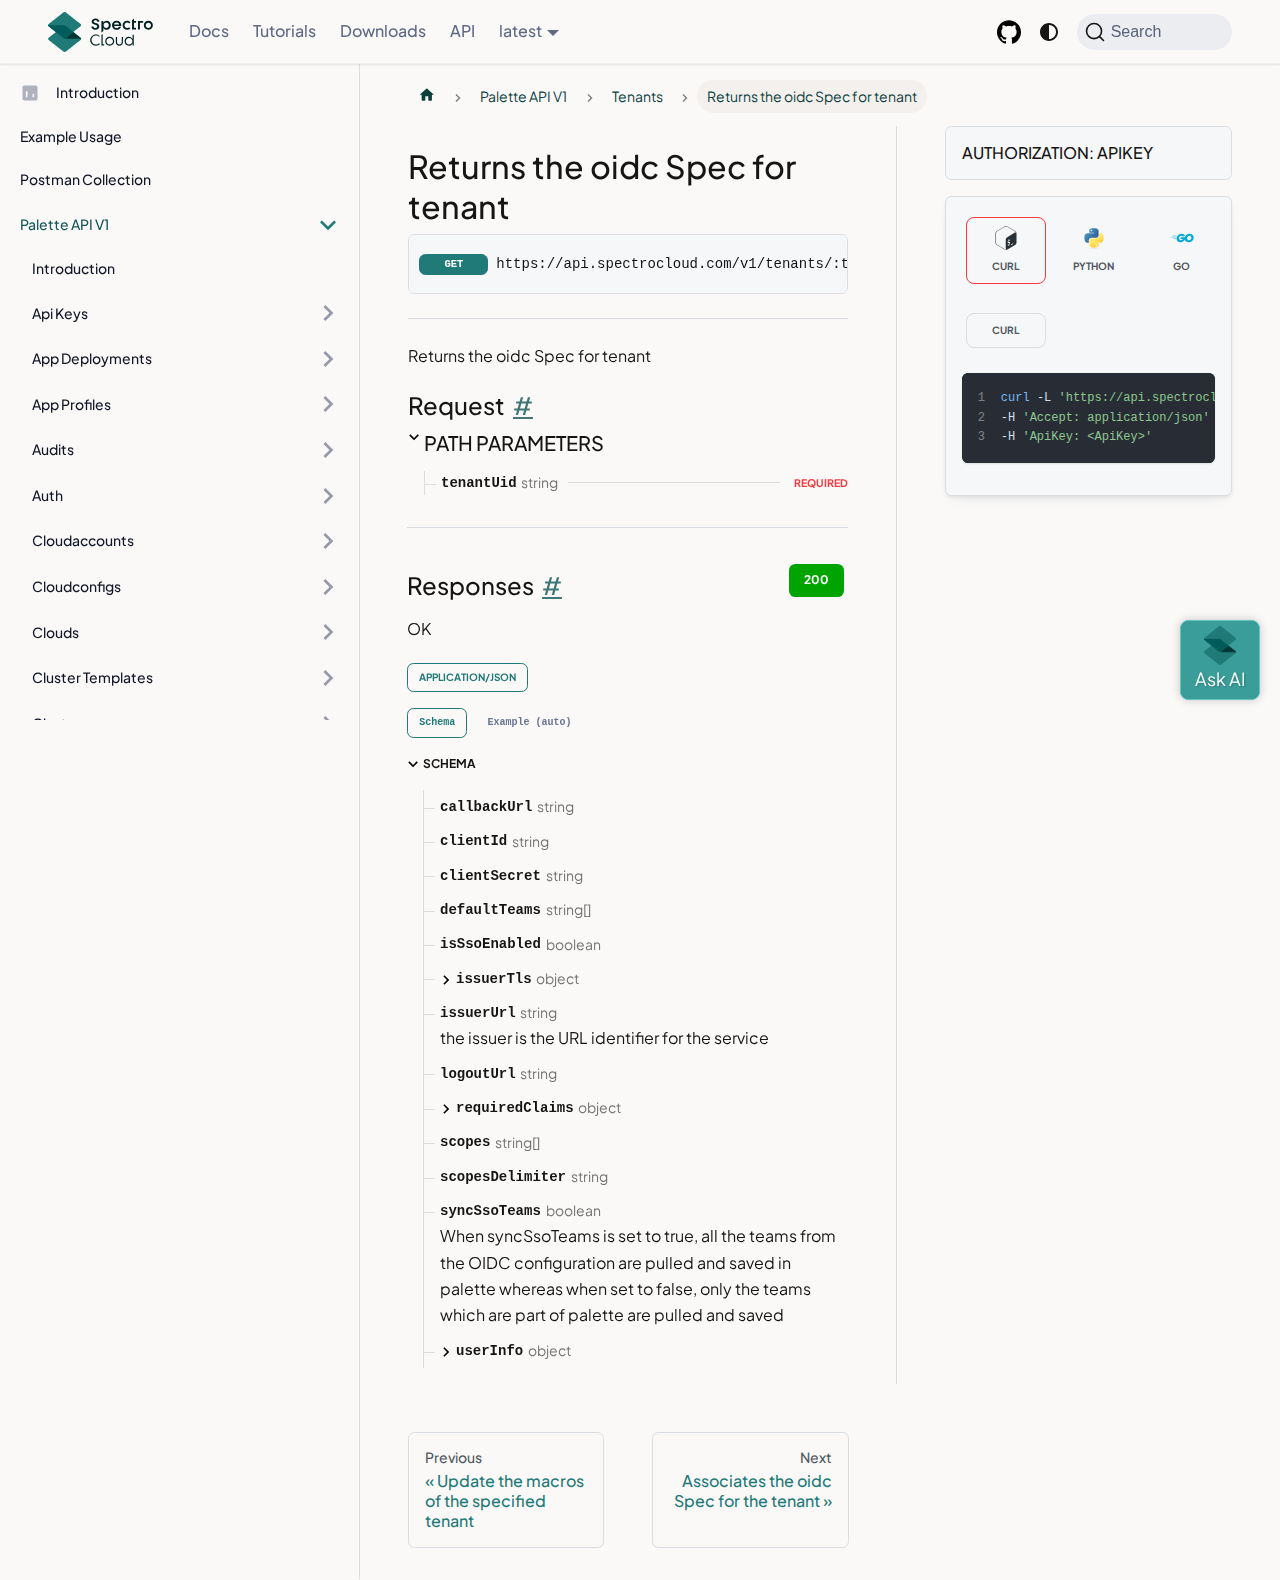 Spectro Cloud
Docs
Tutorials
Downloads
API
latest
Search
Introduction
Example Usage
Postman Collection
Palette API V1
Introduction
Api Keys
App Deployments
App Profiles
Audits
Auth
Cloudaccounts
Cloudconfigs
Clouds
Cluster Templates
Palette API V1
Tenants
Returns the oidc Spec for tenant
Returns the oidc Spec for
tenant
GET https://api.spectrocloud.com/v1/tenants/:t
Returns the oidc Spec for tenant
Request #
PATH PARAMETERS
tenantUid string REQUIRED
Responses # 200
OK
APPLICATION/JSON
Schema Example (auto)
SCHEMA
callbackUrl string
clientId string
clientSecret string
defaultTeams string[]
isSsoEnabled boolean
issuerTls object
issuerUrl string
the issuer is the URL identifier for the service
logoutUrl string
requiredClaims object
scopes string[]
scopesDelimiter string
syncSsoTeams boolean
When syncSsoTeams is set to true, all the teams from
the OIDC configuration are pulled and saved in
palette whereas when set to false, only the teams
which are part of palette are pulled and saved
userInfo object
Previous
« Update the macros
of the specified
tenant
Next
Associates the oidc
Spec for the tenant »
AUTHORIZATION: APIKEY
CURL
PYTHON
GO
CURL
1 curl -L 'https://api.spectrocl
2 -H 'Accept: application/json'
3 -H 'ApiKey: <ApiKey>'
Ask AI